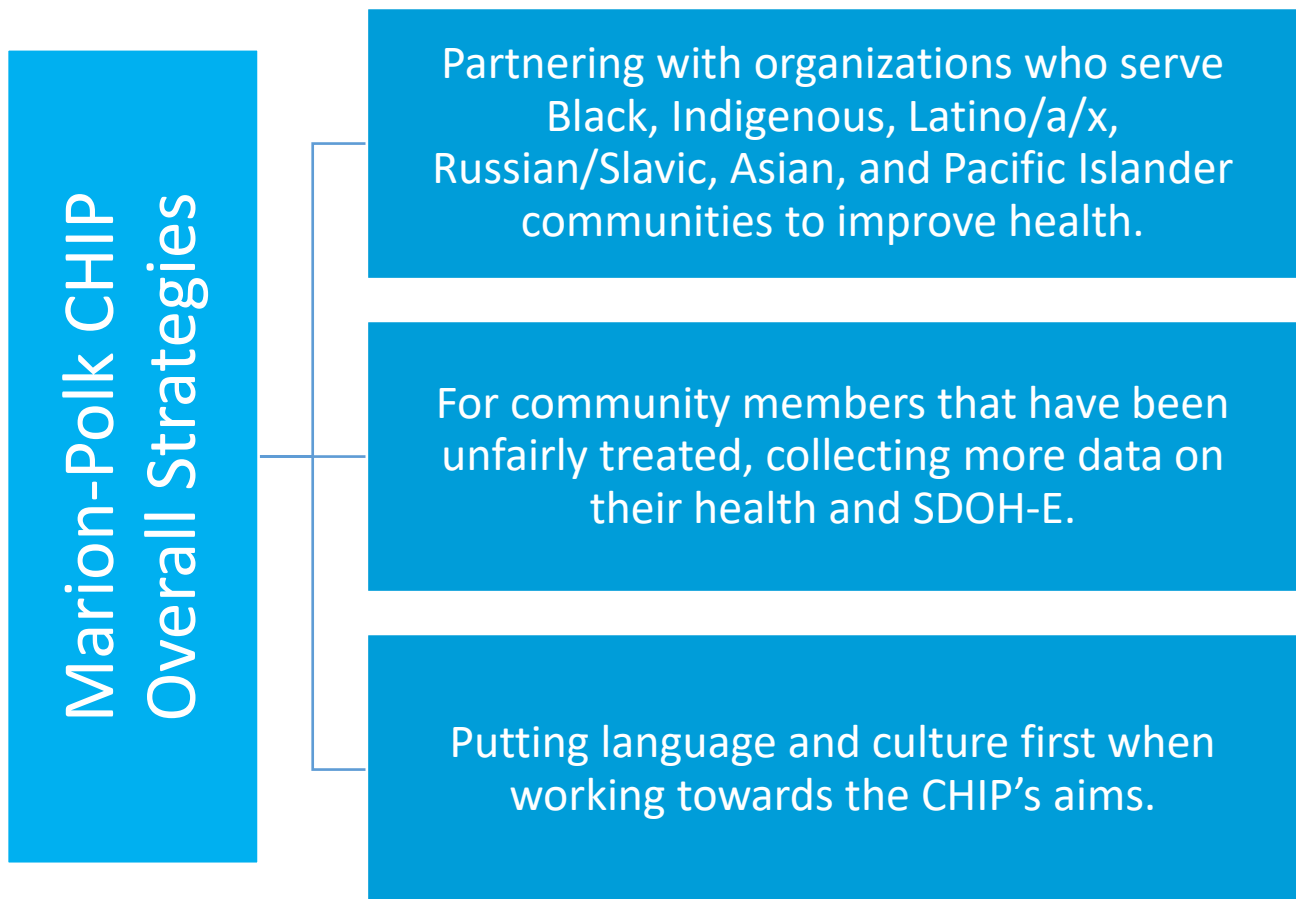 Marion-Polk CHIP
Overall Strategies
Partnering with organizations who serve
Black, Indigenous, Latino/a/x,
Russian/Slavic, Asian, and Pacific Islander
communities to improve health.
For community members that have been
unfairly treated, collecting more data on
their health and SDOH-E.
Putting language and culture first when
working towards the CHIP’s aims.